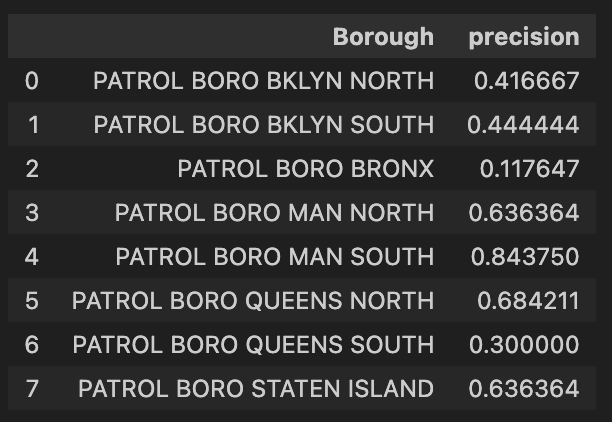 Borough precision
0 PATROL BORO BKLYN NORTH 0.416667
1 PATROL BORO BKLYN SOUTH 0.444444
2 PATROL BORO BRONX 0.117647
3 PATROL BORO MAN NORTH 0.636364
4 PATROL BORO MAN SOUTH 0.843750
5 PATROL BORO QUEENS NORTH 0.684211
6 PATROL BORO QUEENS SOUTH 0.300000
7 PATROL BORO STATEN ISLAND 0.636364